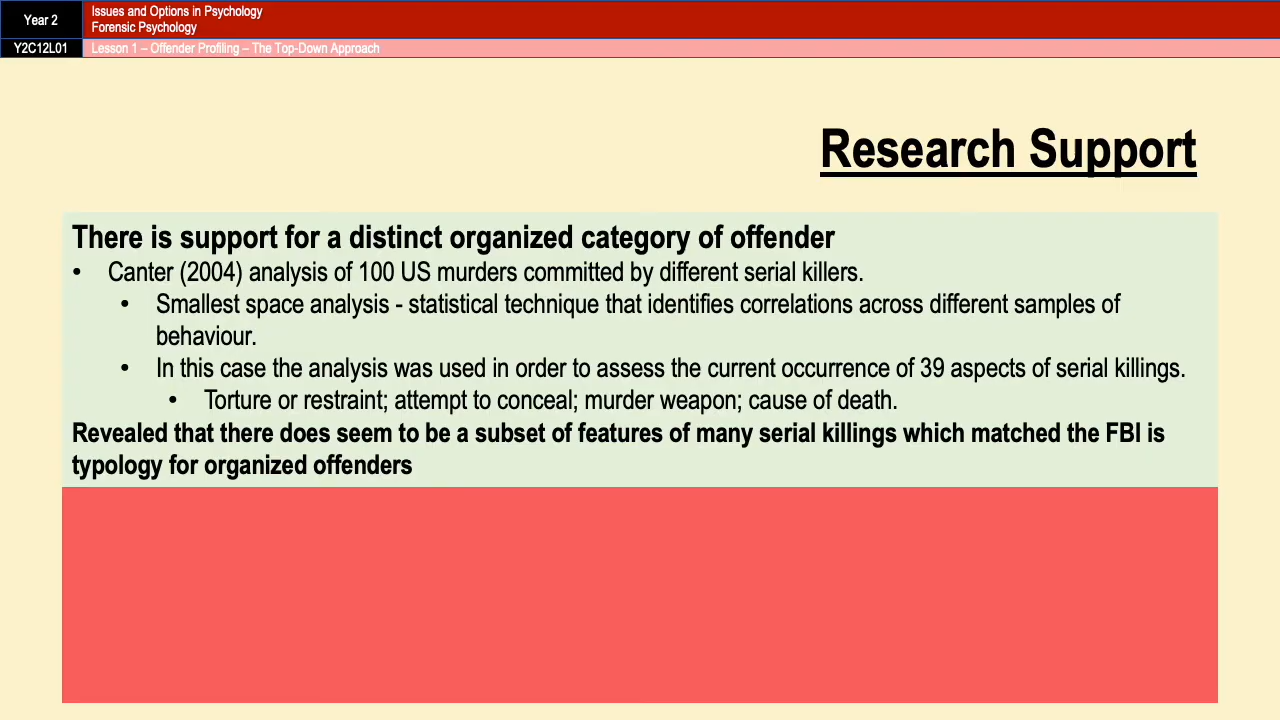 Year 2
Issues and Options in Psychology
Forensic Psychology
Y2C12L01
Lesson 1 – Offender Profiling – The Top-Down Approach
Research Support
There is support for a distinct organized category of offender
• Canter (2004) analysis of 100 US murders committed by different serial killers.
• Smallest space analysis - statistical technique that identifies correlations across different samples of
behaviour.
• In this case the analysis was used in order to assess the current occurrence of 39 aspects of serial killings.
• Torture or restraint; attempt to conceal; murder weapon; cause of death.
Revealed that there does seem to be a subset of features of many serial killings which matched the FBI is
typology for organized offenders